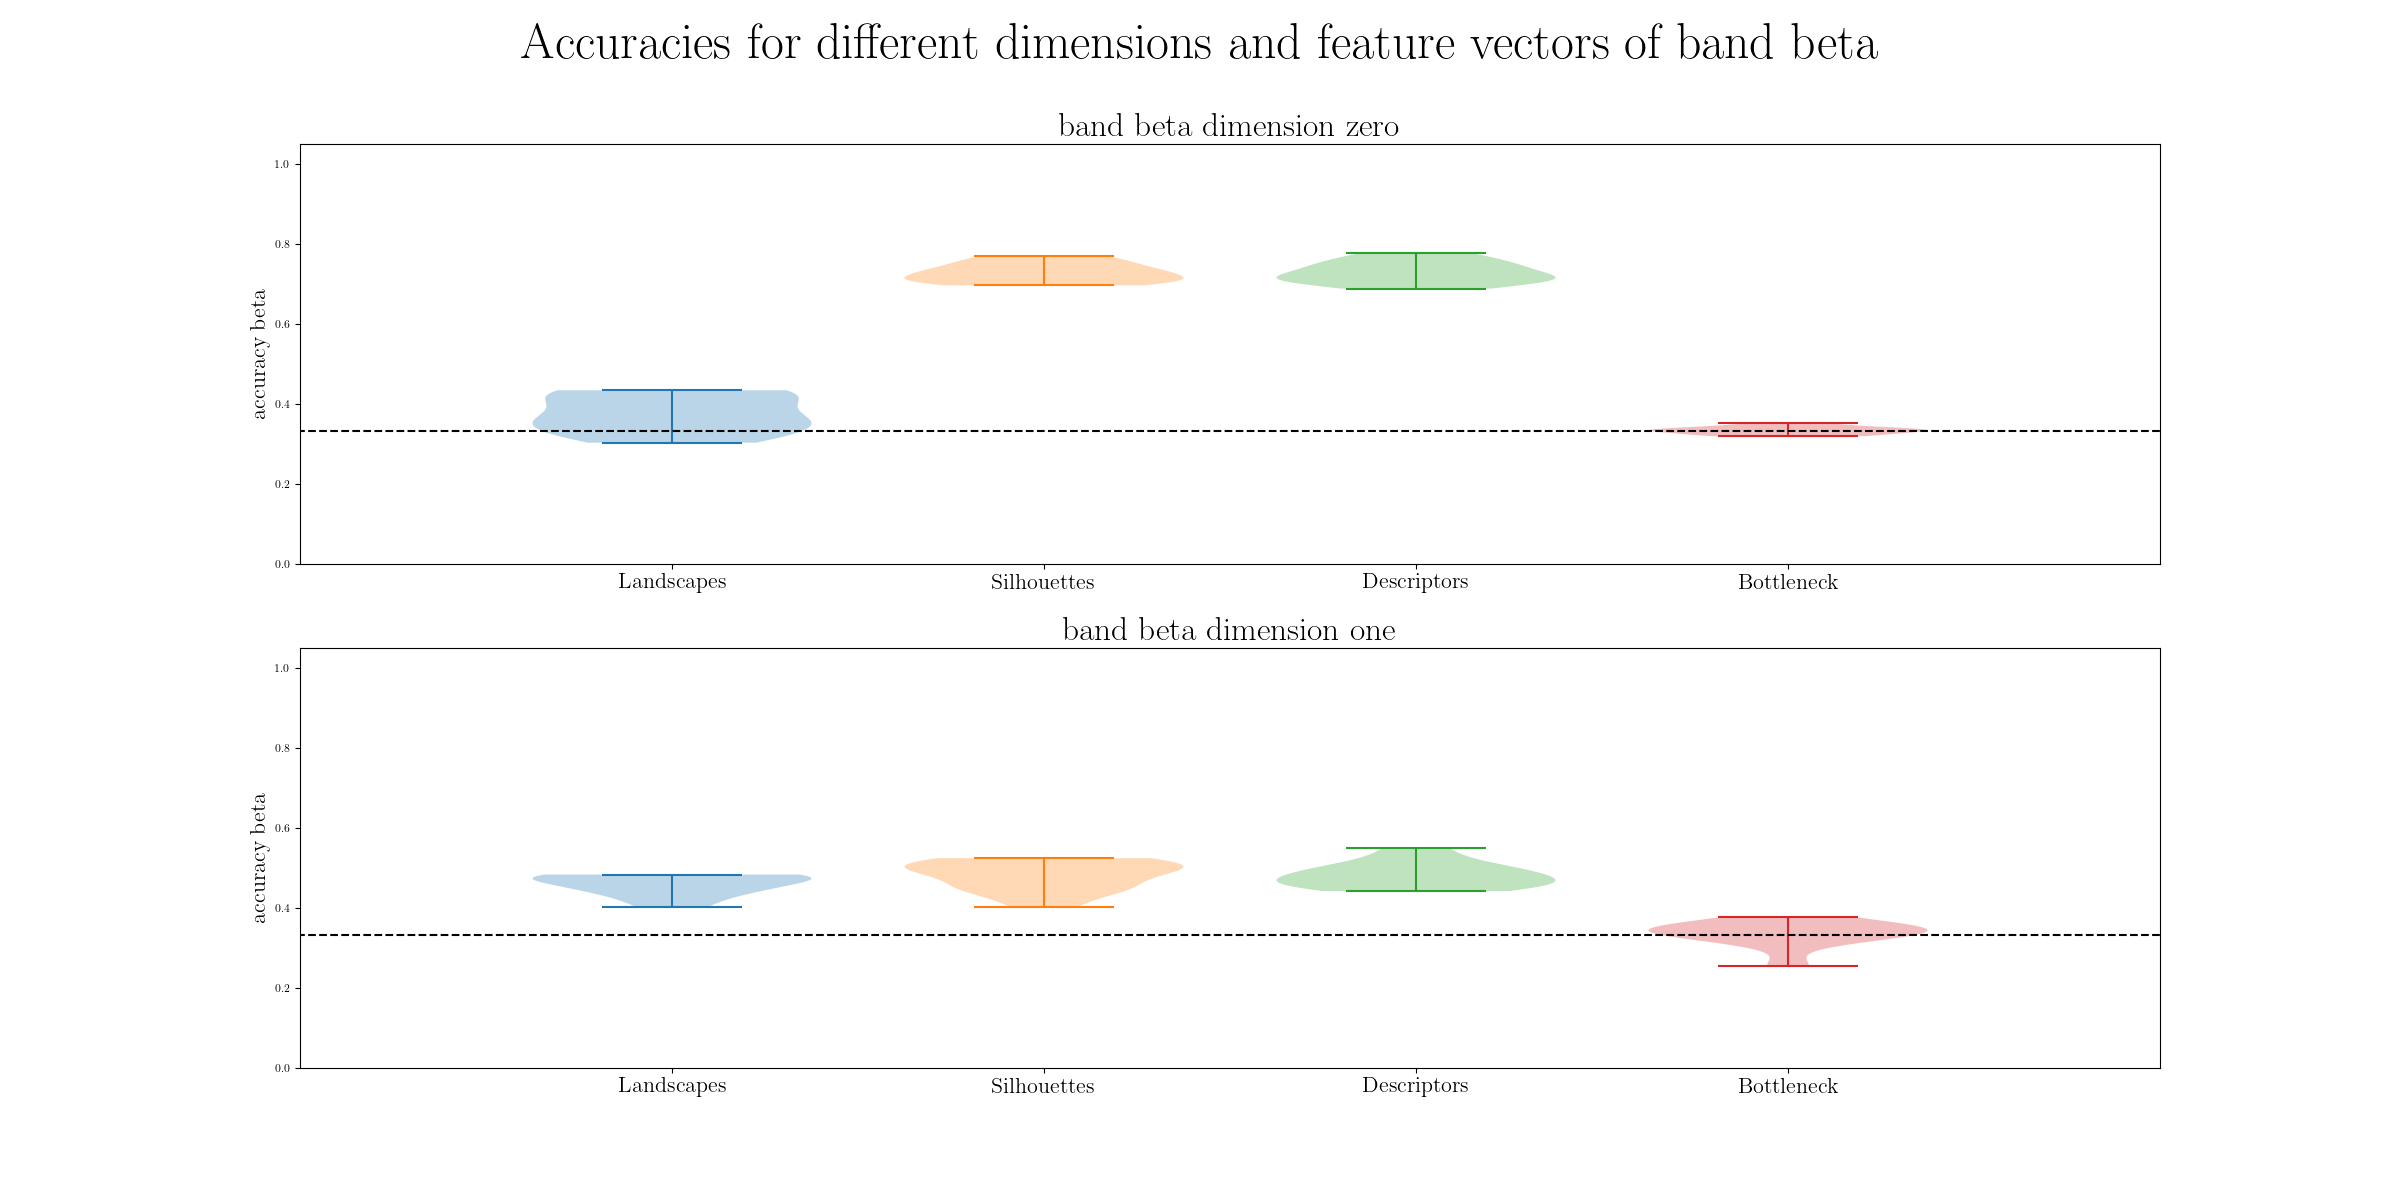 Accuracies for different dimensions and feature vectors of band beta
band beta dimension zero
1.0
0.8
0.6
0.4
0.2
0.0
accuracy beta
Landscapes Silhouettes Descriptors Bottleneck
band beta dimension one
1.0
0.8
0.6
0.4
0.2
0.0
accuracy beta
Landscapes Silhouettes Descriptors Bottleneck